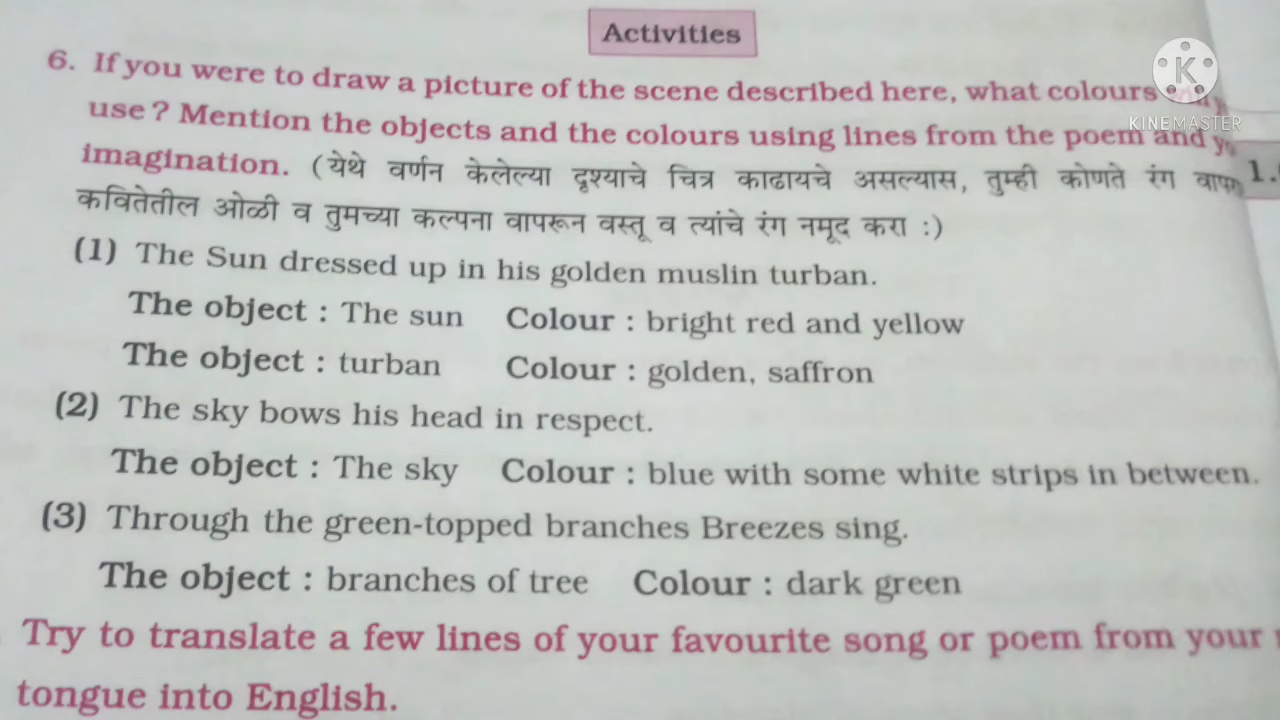 Activities
6. If you were to draw a picture of the scene described here, what colours
KINEMASTER
use? Mention the objects and the colours using lines from the poem and
imagination. (येथे वर्णन केलेल्या दृश्याचे चित्र काढायचे असल्यास, तुम्ही कोणते रंग
कवितेतील ओळी व तुमच्या कल्पना वापरून वस्तू व त्यांचे रंग नमूद करा :)
(1) The Sun dressed up in his golden muslin turban.
The object : The sun Colour : bright red and yellow
The object : turban Colour : golden, saffron
(2) The sky bows his head in respect.
The object : The sky Colour : blue with some white strips in between.
(3) Through the green-topped branches Breezes sing.
The object : branches of tree Colour : dark green
Try to translate a few lines of your favourite song or poem from your
tongue into English.